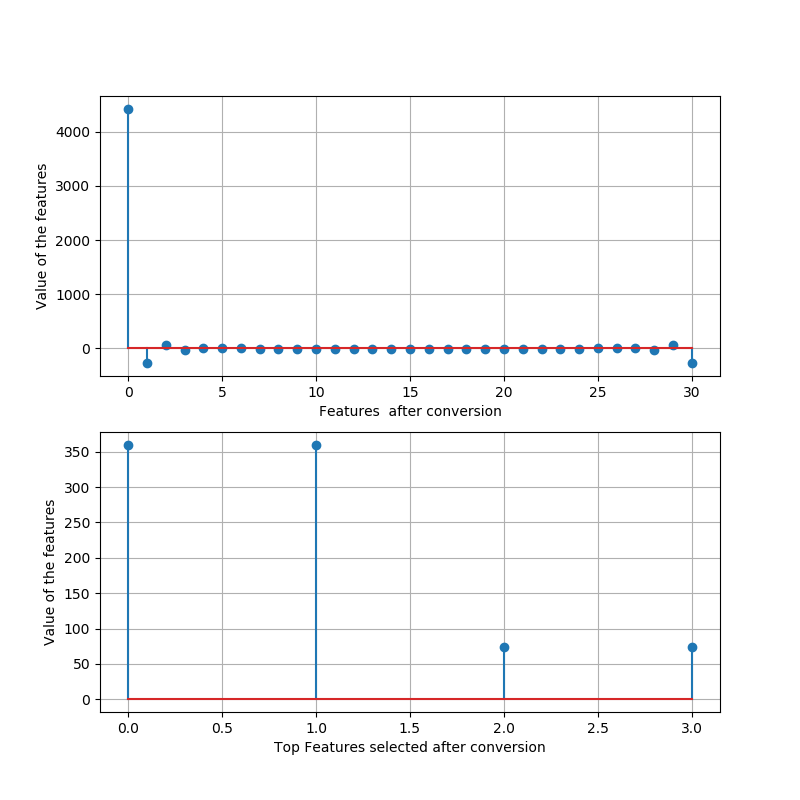 4000
3000
2000
1000
0
Value of the features
0 5 10 15 20 25 30
Features  after conversion
350
300
250
200
150
100
50
0
Value of the features
0.0 0.5 1.0 1.5 2.0 2.5 3.0
Top Features selected after conversion